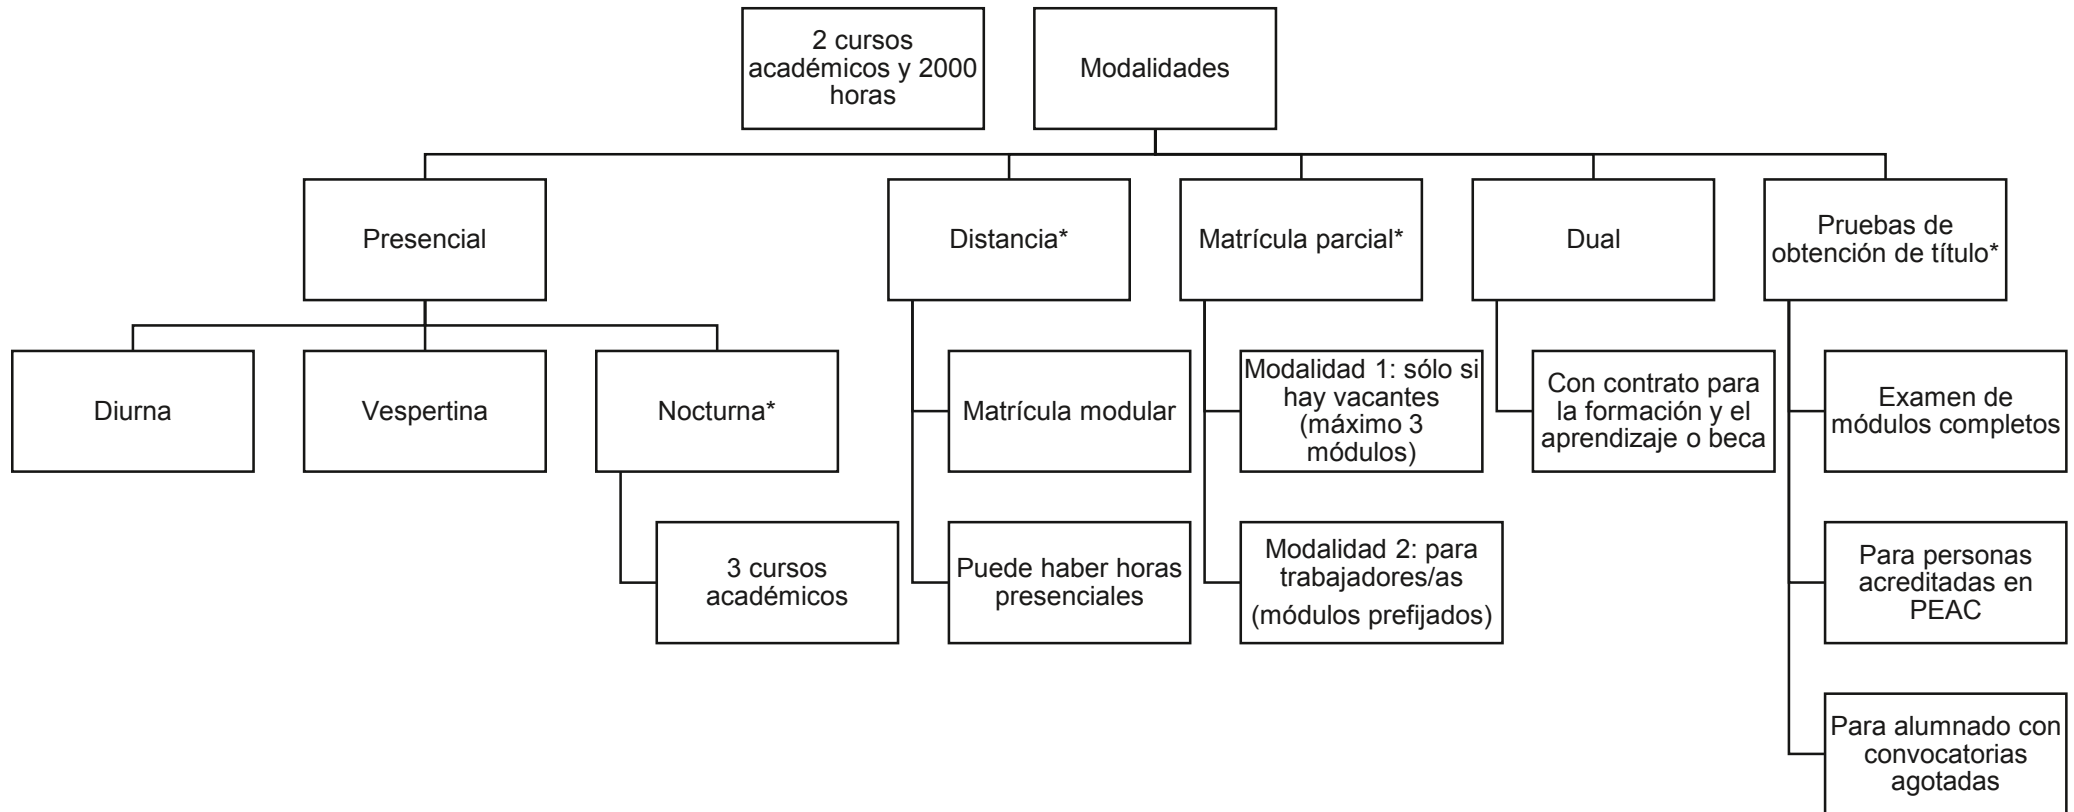 2 cursos
académicos y 2000
horas
Modalidades
Presencial
Distancia*
Matrícula parcial*
Dual
Pruebas de
obtención de título*
Diurna
Vespertina
Nocturna*
Matrícula modular
Modalidad 1: sólo si
hay vacantes
(máximo 3
módulos)
Con contrato para
la formación y el
aprendizaje o beca
Examen de
módulos completos
3 cursos
académicos
Puede haber horas
presenciales
Modalidad 2: para
trabajadores/as
(módulos prefijados)
Para personas
acreditadas en
PEAC
Para alumnado con
convocatorias
agotadas